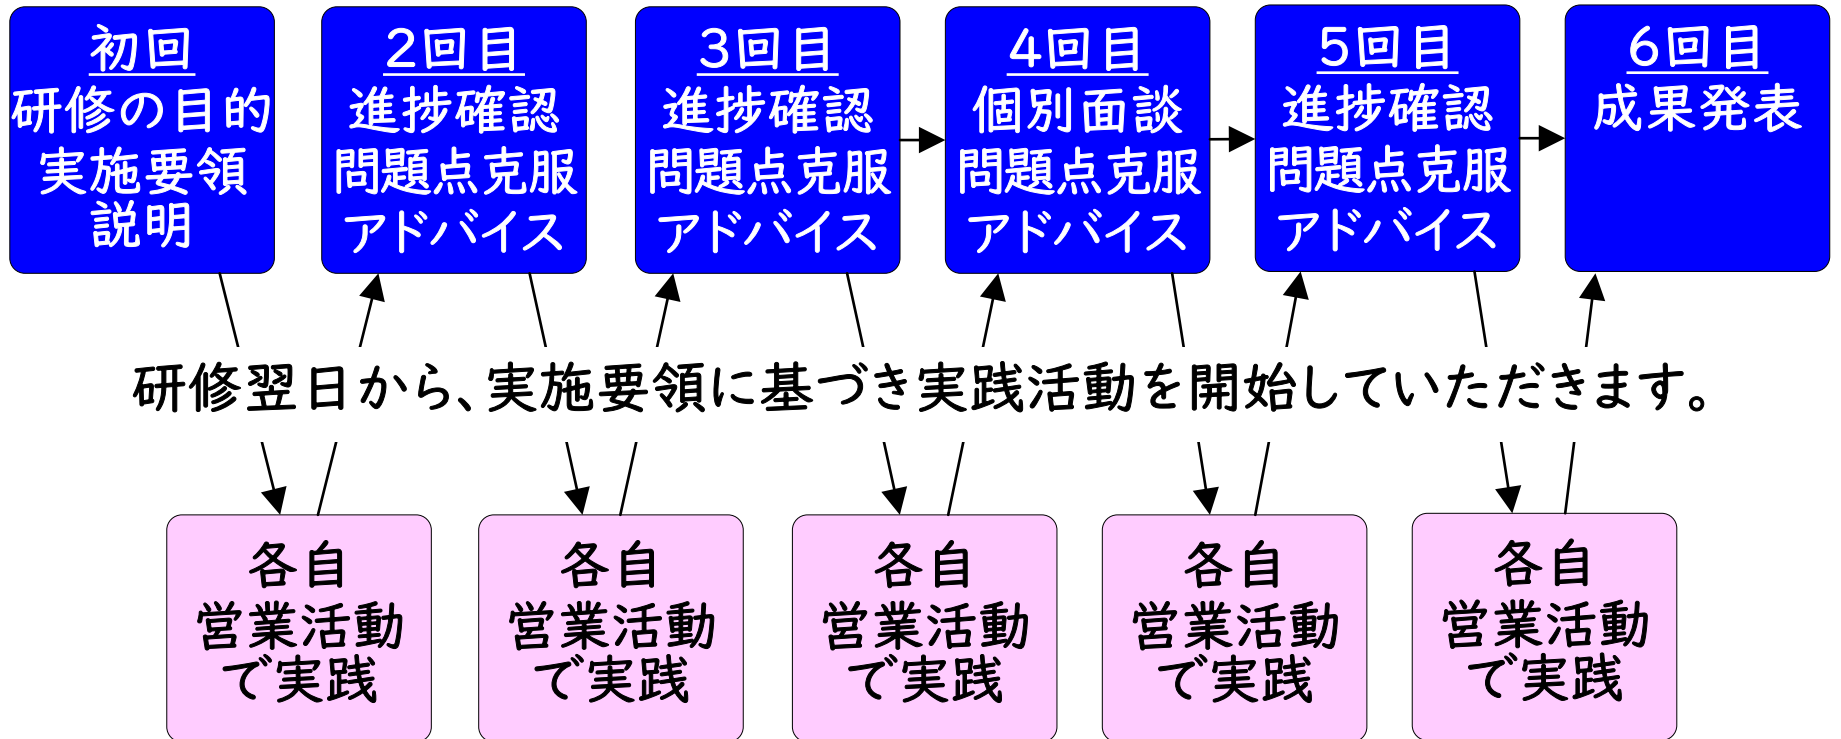 初回
研修の目的
実施要領
説明
2回目
進捗確認
問題点克服
アドバイス
3回目
進捗確認
問題点克服
アドバイス
4回目
個別面談
問題点克服
アドバイス
5回目
進捗確認
問題点克服
アドバイス
6回目
成果発表
研修翌日から、実施要領に基づき実践活動を開始していただきます。
各自
営業活動
で実践
各自
営業活動
で実践
各自
営業活動
で実践
各自
営業活動
で実践
各自
営業活動
で実践